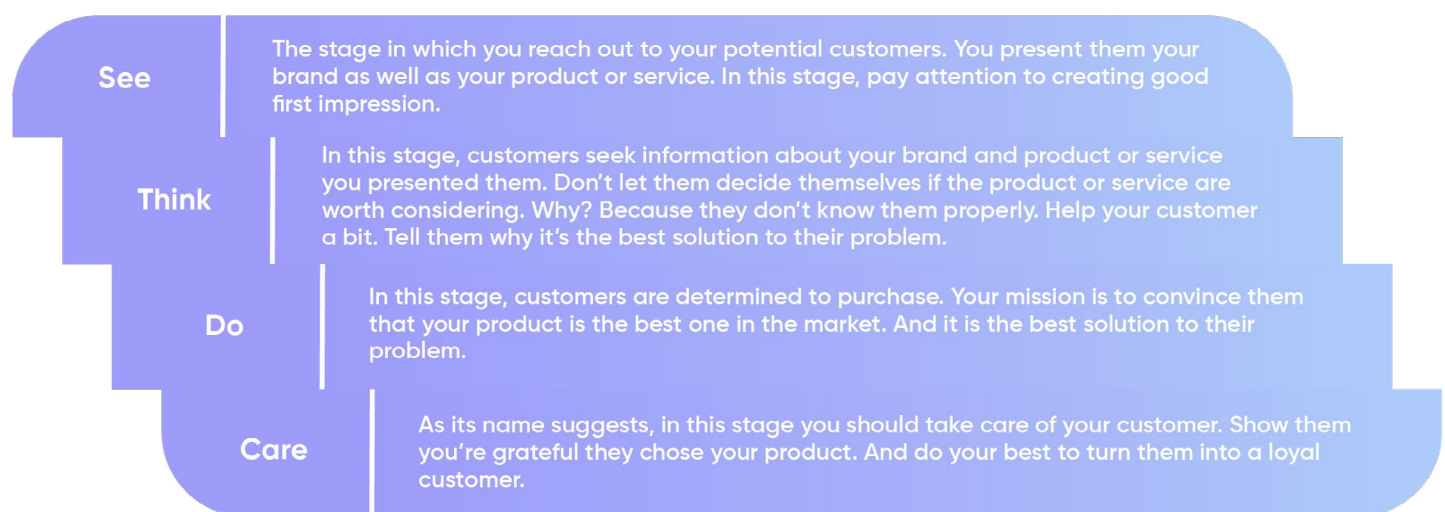 See
The stage in which you reach out to your potential customers. You present them your
brand as well as your product or service. In this stage, pay attention to creating good
first impression.
Think
In this stage, customers seek information about your brand and product or service
you presented them. Don’t let them decide themselves if the product or service are
worth considering. Why? Because they don’t know them properly. Help your customer
a bit. Tell them why it’s the best solution to their problem.
Do
In this stage, customers are determined to purchase. Your mission is to convince them
that your product is the best one in the market. And it is the best solution to their
problem.
Care
As its name suggests, in this stage you should take care of your customer. Show them
you’re grateful they chose your product. And do your best to turn them into a loyal
customer.